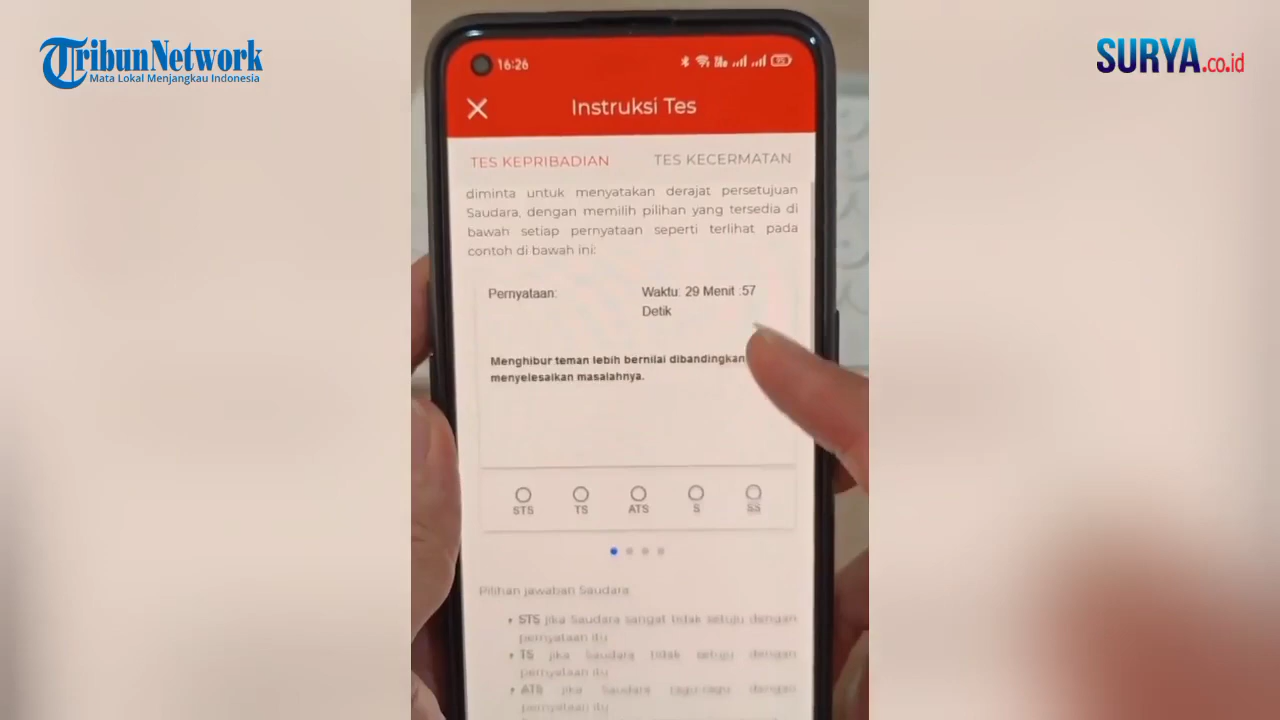 TribunNetwork
Mata Lokal Menjangkau Indonesia
SURYA.co.id
16:26
Instruksi Tes
TES KEPRIBADIAN
TES KECERMATAN
diminta untuk menyatakan derajat persetujuan
Saudara, dengan memilih pilihan yang tersedia di
bawah setiap pernyataan seperti terlihat pada
contoh di bawah ini:
Pernyataan:
Waktu: 29 Menit :57
Detik
Menghibur teman lebih bernilai dibandingkan
menyelesaikan masalahnya.
STS TS ATS S SS
Pilihan jawaban Saudara
• STS jika Saudara sangat tidak setuju dengan
pernyataan itu
• TS jika Saudara tidak setuju dengan
pernyataan itu
• ATS jika Saudara ragu-ragu dengan
pernyataan itu